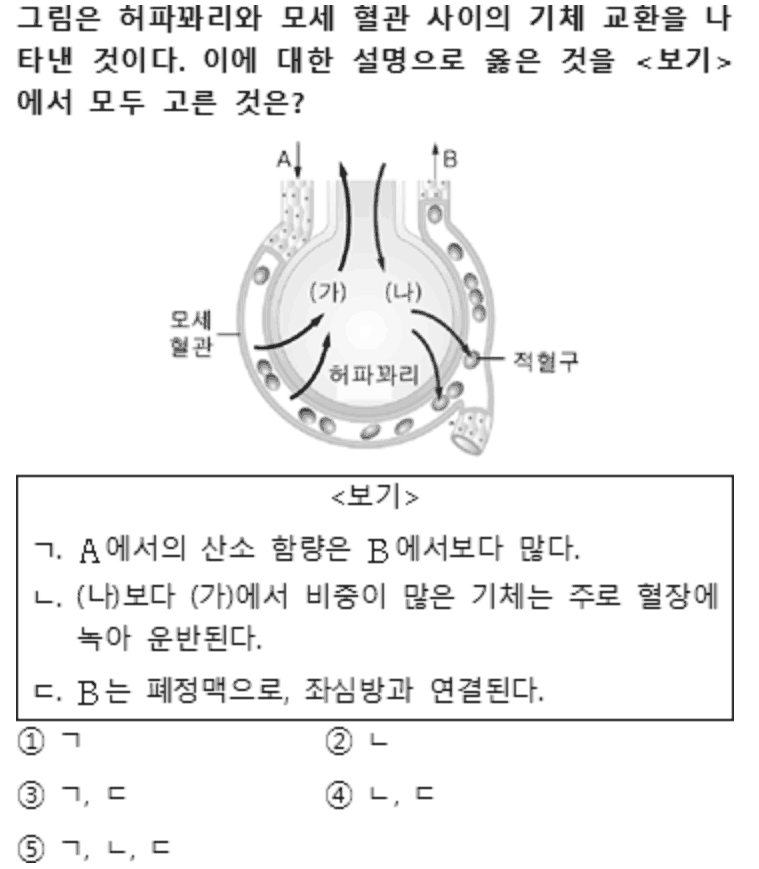 그림은 허파꽈리와 모세 혈관 사이의 기체 교환을 나
타낸 것이다. 이에 대한 설명으로 옳은 것을 <보기>
에서 모두 고른 것은?
A B
(가) (나)
모세
혈관
적혈구
허파꽈리
<보기>
ㄱ. A에서의 산소 함량은 B에서보다 많다.
ㄴ. (나)보다 (가)에서 비중이 많은 기체는 주로 혈장에
녹아 운반된다.
ㄷ. B는 폐정맥으로, 좌심방과 연결된다.
① ㄱ ② ㄴ
③ ㄱ, ㄷ ④ ㄴ, ㄷ
⑤ ㄱ, ㄴ, ㄷ